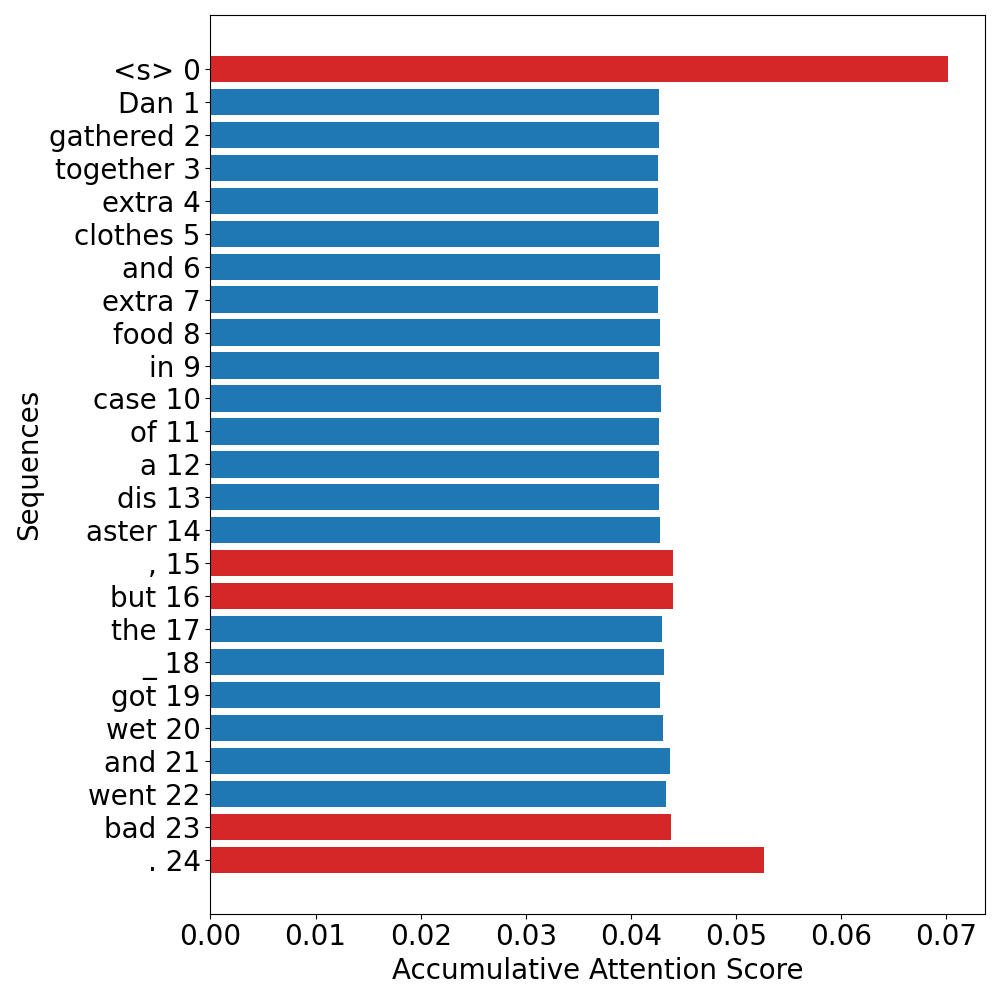 <s> 0
Dan 1
gathered 2
together 3
extra 4
clothes 5
and 6
extra 7
food 8
in 9
case 10
of 11
a 12
dis 13
aster 14
, 15
but 16
the 17
_ 18
got 19
wet 20
and 21
went 22
bad 23
. 24
Sequences
0.00 0.01 0.02 0.03 0.04 0.05 0.06 0.07
Accumulative Attention Score